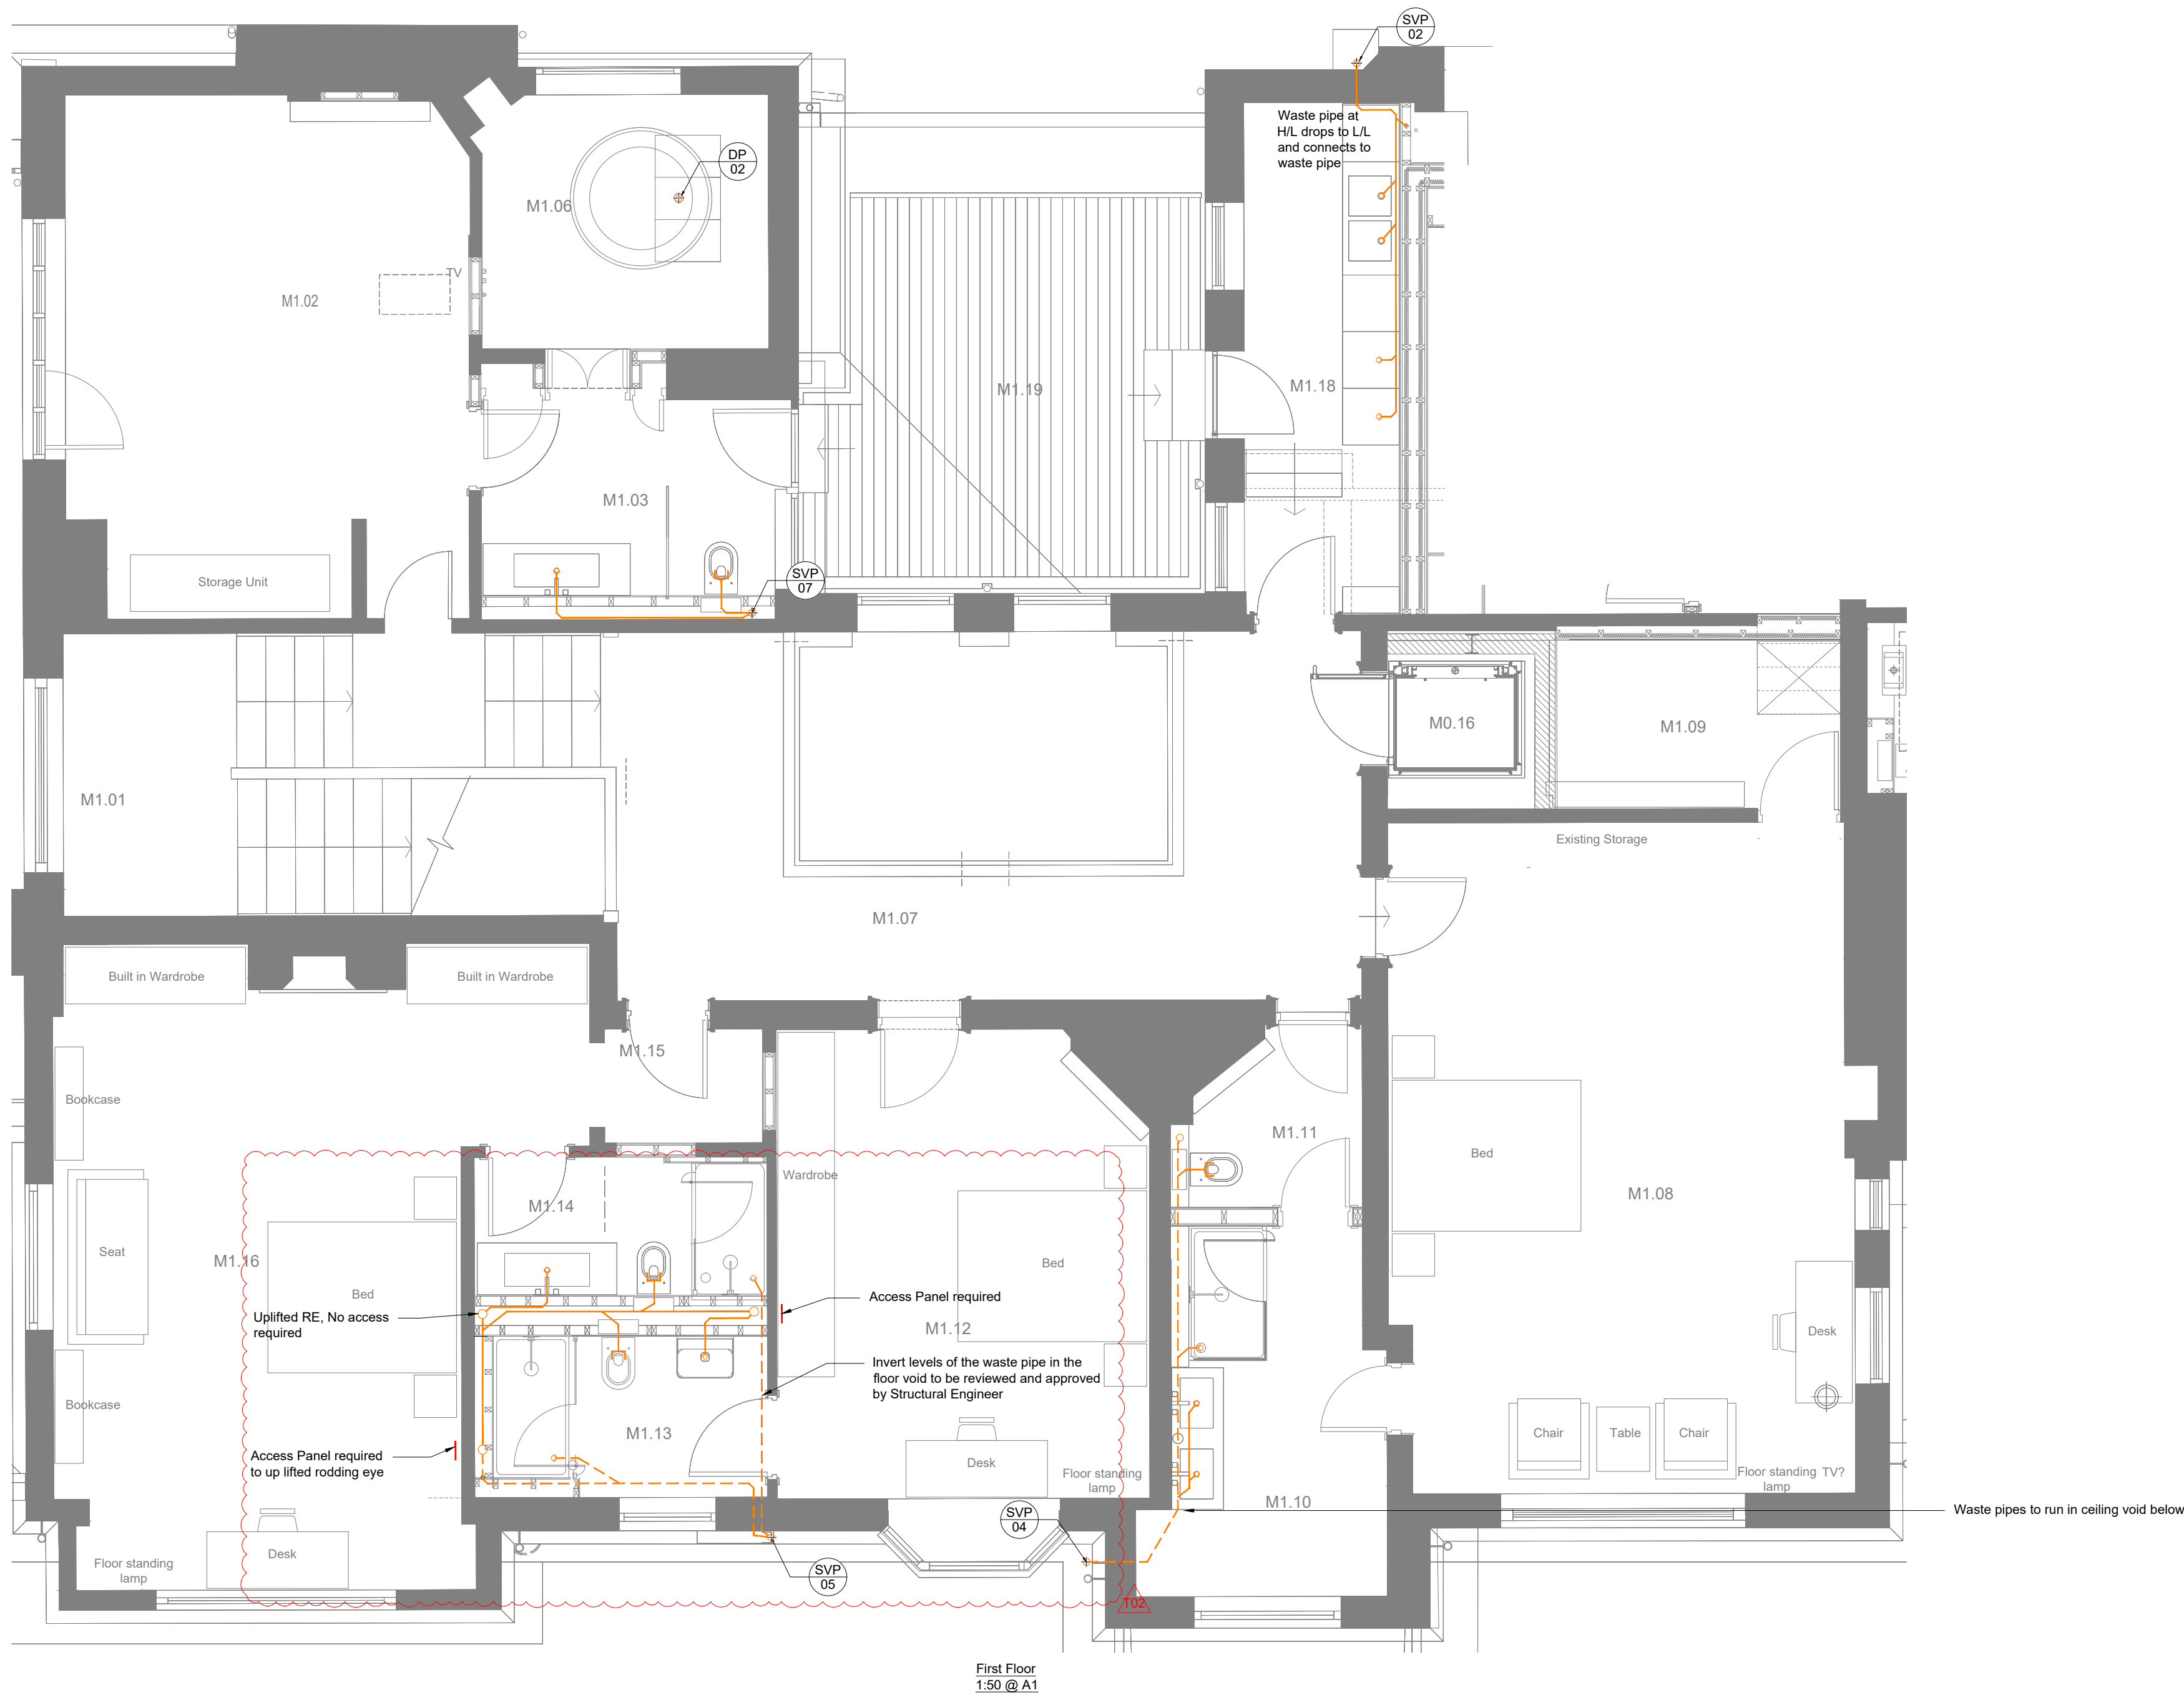 SVP
02
Waste pipe at
H/L drops to L/L
and connects to
waste pipe
DP
02
M1.06
TV
M1.02
M1.19
M1.18
M1.03
SVP
07
Storage Unit
M0.16
M1.09
M1.01
Existing Storage
M1.07
Built in Wardrobe
Built in Wardrobe
M1.15
Bookcase
M1.11
Bed
Wardrobe
M1.14
M1.08
Seat
M1.16
Bed
Bed
Access Panel required
Uplifted RE, No access
required
M1.12
Desk
Invert levels of the waste pipe in the
floor void to be reviewed and approved
by Structural Engineer
Bookcase
M1.13
Chair
Table
Chair
Access Panel required
to up lifted rodding eye
Desk
Floor standing
lamp
Floor standing TV?
lamp
M1.10
Waste pipes to run in ceiling void below
SVP
04
Desk
Floor standing
lamp
SVP
05
T02
First Floor
1:50 @ A1